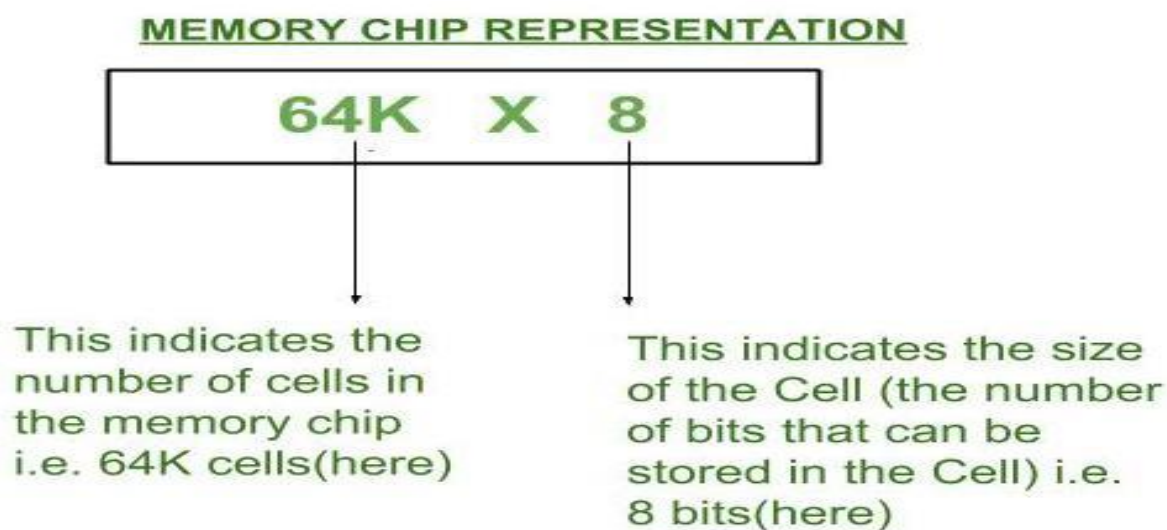 MEMORY CHIP REPRESENTATION
64K X 8
This indicates the
number of cells in
the memory chip
i.e. 64K cells(here)
This indicates the size
of the Cell (the number
of bits that can be
stored in the Cell) i.e.
8 bits(here)